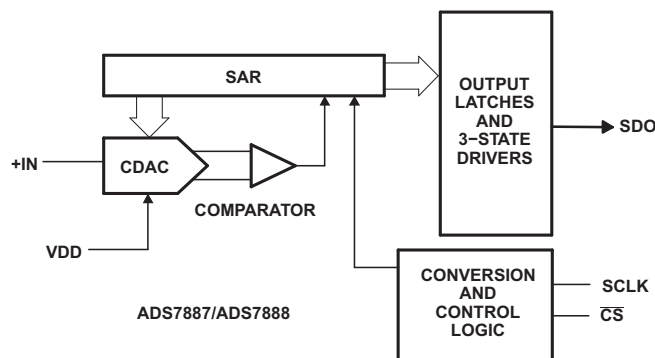 SAR
OUTPUT
LATCHES
AND
3−STATE
DRIVERS
SDO
+IN
CDAC
COMPARATOR
VDD
CONVERSION
AND
CONTROL
LOGIC
SCLK
CS
ADS7887/ADS7888